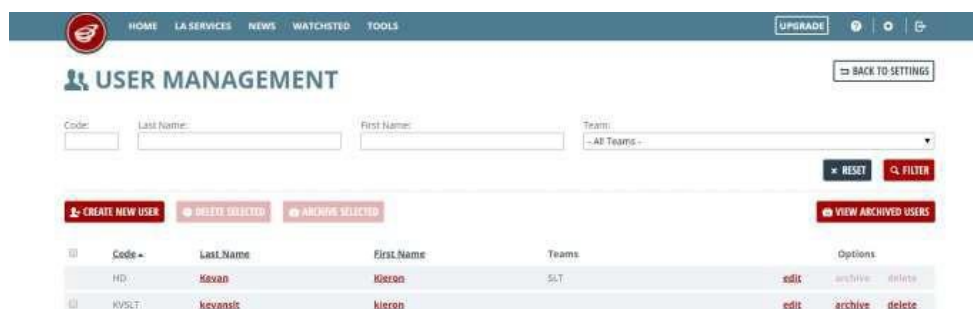 HOME LA SERVICES NEWS WATCHSTED TOOLS UPGRADE
BACK TO SETTINGS
USER MANAGEMENT
Code: Last Name: First Name: Team:
- All Teams -
RESET FILTER
CREATE NEW USER DELETE SELECTED ARCHIVE SELECTED VIEW ARCHIVED USERS
Code Last Name First Name Teams Options
HD Kevan Kieron SLT edit archive delete
KVSLT kevanslt kieron edit archive delete